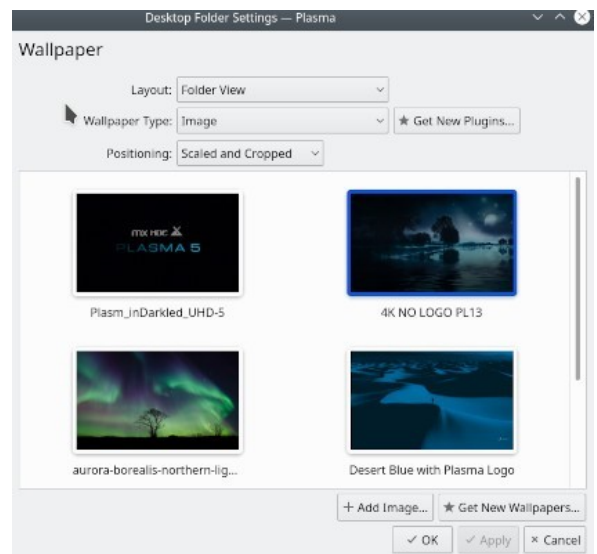 Desktop Folder Settings — Plasma
Wallpaper
Layout: Folder View
Wallpaper Type: Image ★ Get New Plugins...
Positioning: Scaled and Cropped
PLASMA 5
Plasm_inDarkled_UHD-5
4K NO LOGO PL13
aurora-borealis-northern-lig...
Desert Blue with Plasma Logo
+ Add Image... ★ Get New Wallpapers...
✓ OK ✓ Apply × Cancel